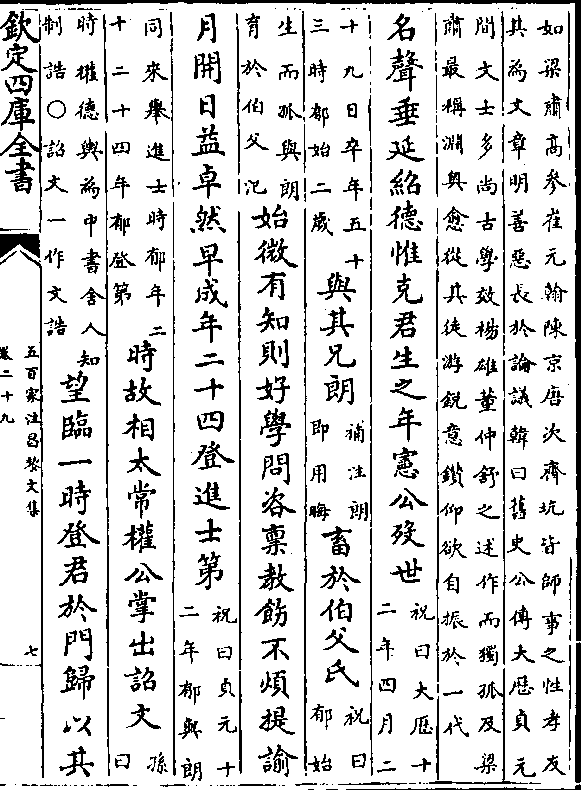 如梁肅高參崔元翰陳京唐次齊坑皆師事之性孝友
其為文章明善惡長於論議韓曰舊史公傳大厯貞元
間文士多尚古學效楊雄董仲舒之述作而獨孤及梁
肅最稱淵奥愈從其徒游鋭意鑽仰欲自振於一代
名聲垂延紹德惟克君生之年憲公歿世祝曰大厯十二年四月二
十九日卒年五十三時郁始二歲與其兄朗補注朗即用晦畜於伯父氏祝曰郁始
生而孤與朗育於伯父汜始微有知則好學問咨稟教飭不煩提諭
月開日益卓然早成年二十四登進士第祝曰貞元十二年郁與朗
同來舉進士時郁年二十二十四年郁登第時故相太常權公掌出詔文孫曰
時權德輿為中書舍人知制誥○詔文一作文誥望臨一時登君於門歸以其
欽定四庫全書
五百家注昌黎文集
卷二十九
七